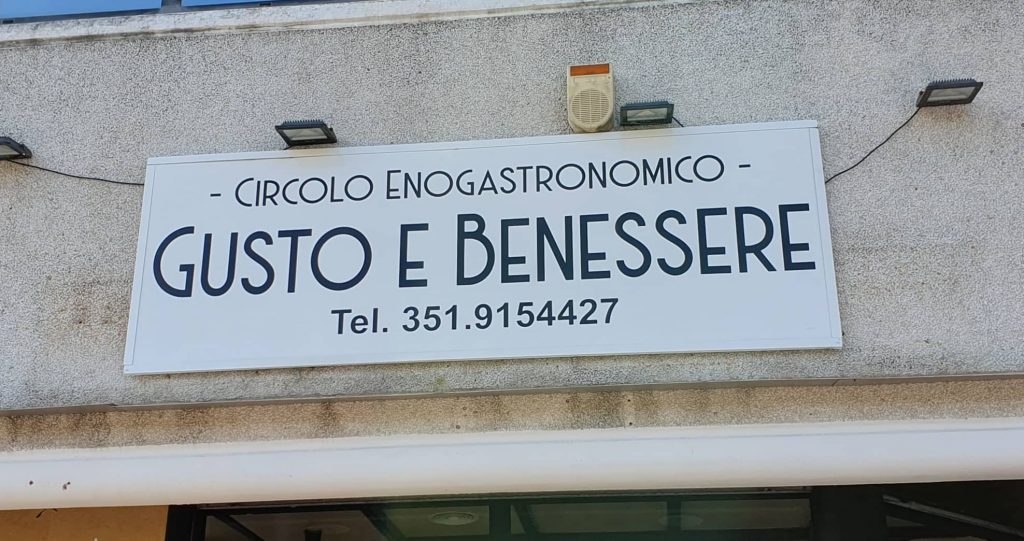 - CIRCOLO ENOGASTRONOMICO -
GUSTO E BENESSERE
Tel. 351.9154427